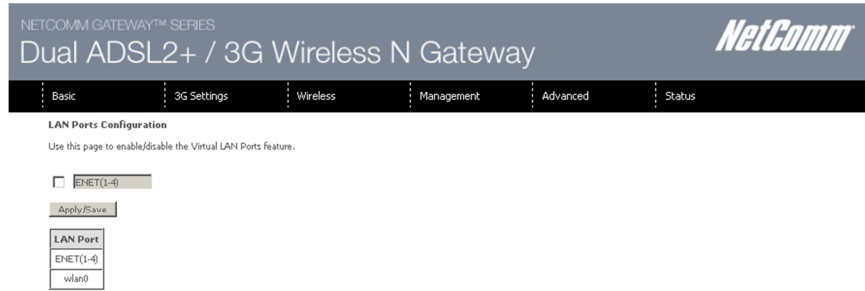 NETCOMM GATEWAY™ SERIES
Dual ADSL2+ / 3G Wireless N Gateway
NetComm
Basic 3G Settings Wireless Management Advanced Status
LAN Ports Configuration
Use this page to enable/disable the Virtual LAN Ports feature.
ENET(1-4)
Apply/Save
LAN Port
ENET(1-4)
wlan0